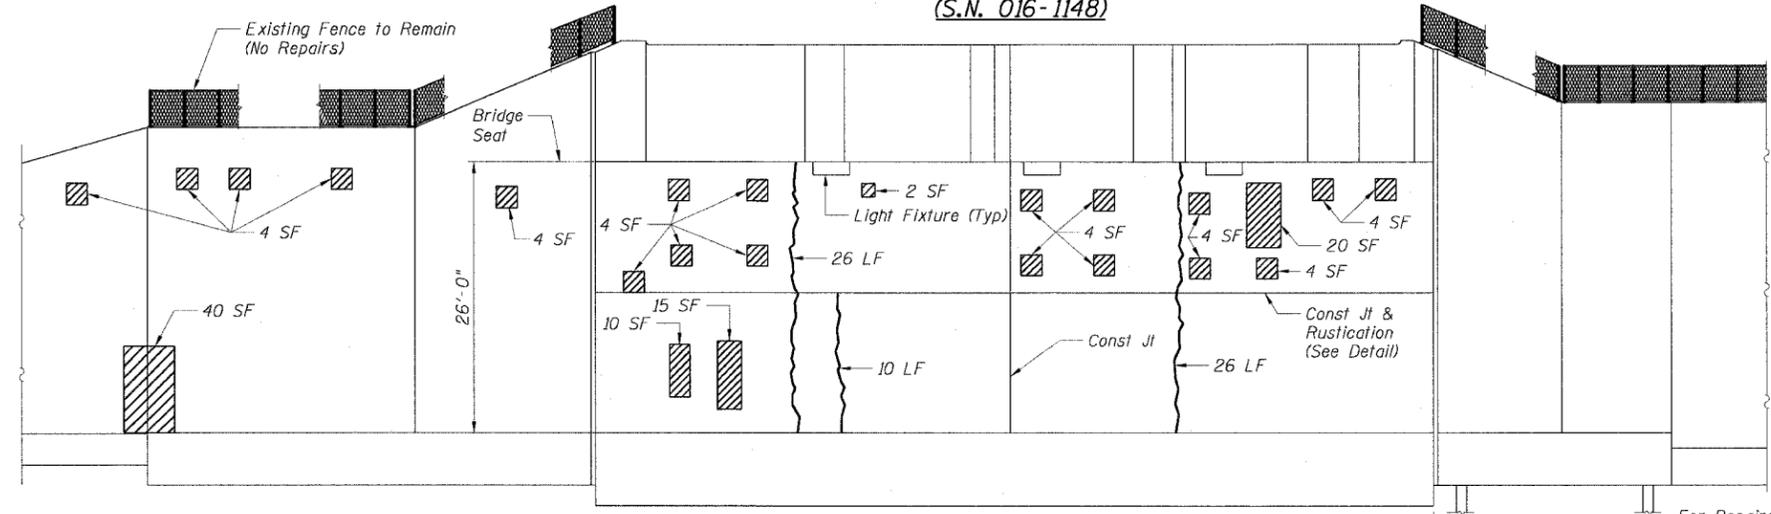 (S.N. 016-1148)
Existing Fence to Remain
(No Repairs)
Bridge
Seat
4 SF
4 SF
4 SF
2 SF
Light Fixture (Typ)
4 SF
4 SF
20 SF
4 SF
4 SF
26 LF
26'-0"
40 SF
15 SF
10 SF
10 LF
Const Jt
26 LF
Const Jt &
Rustication
(See Detail)